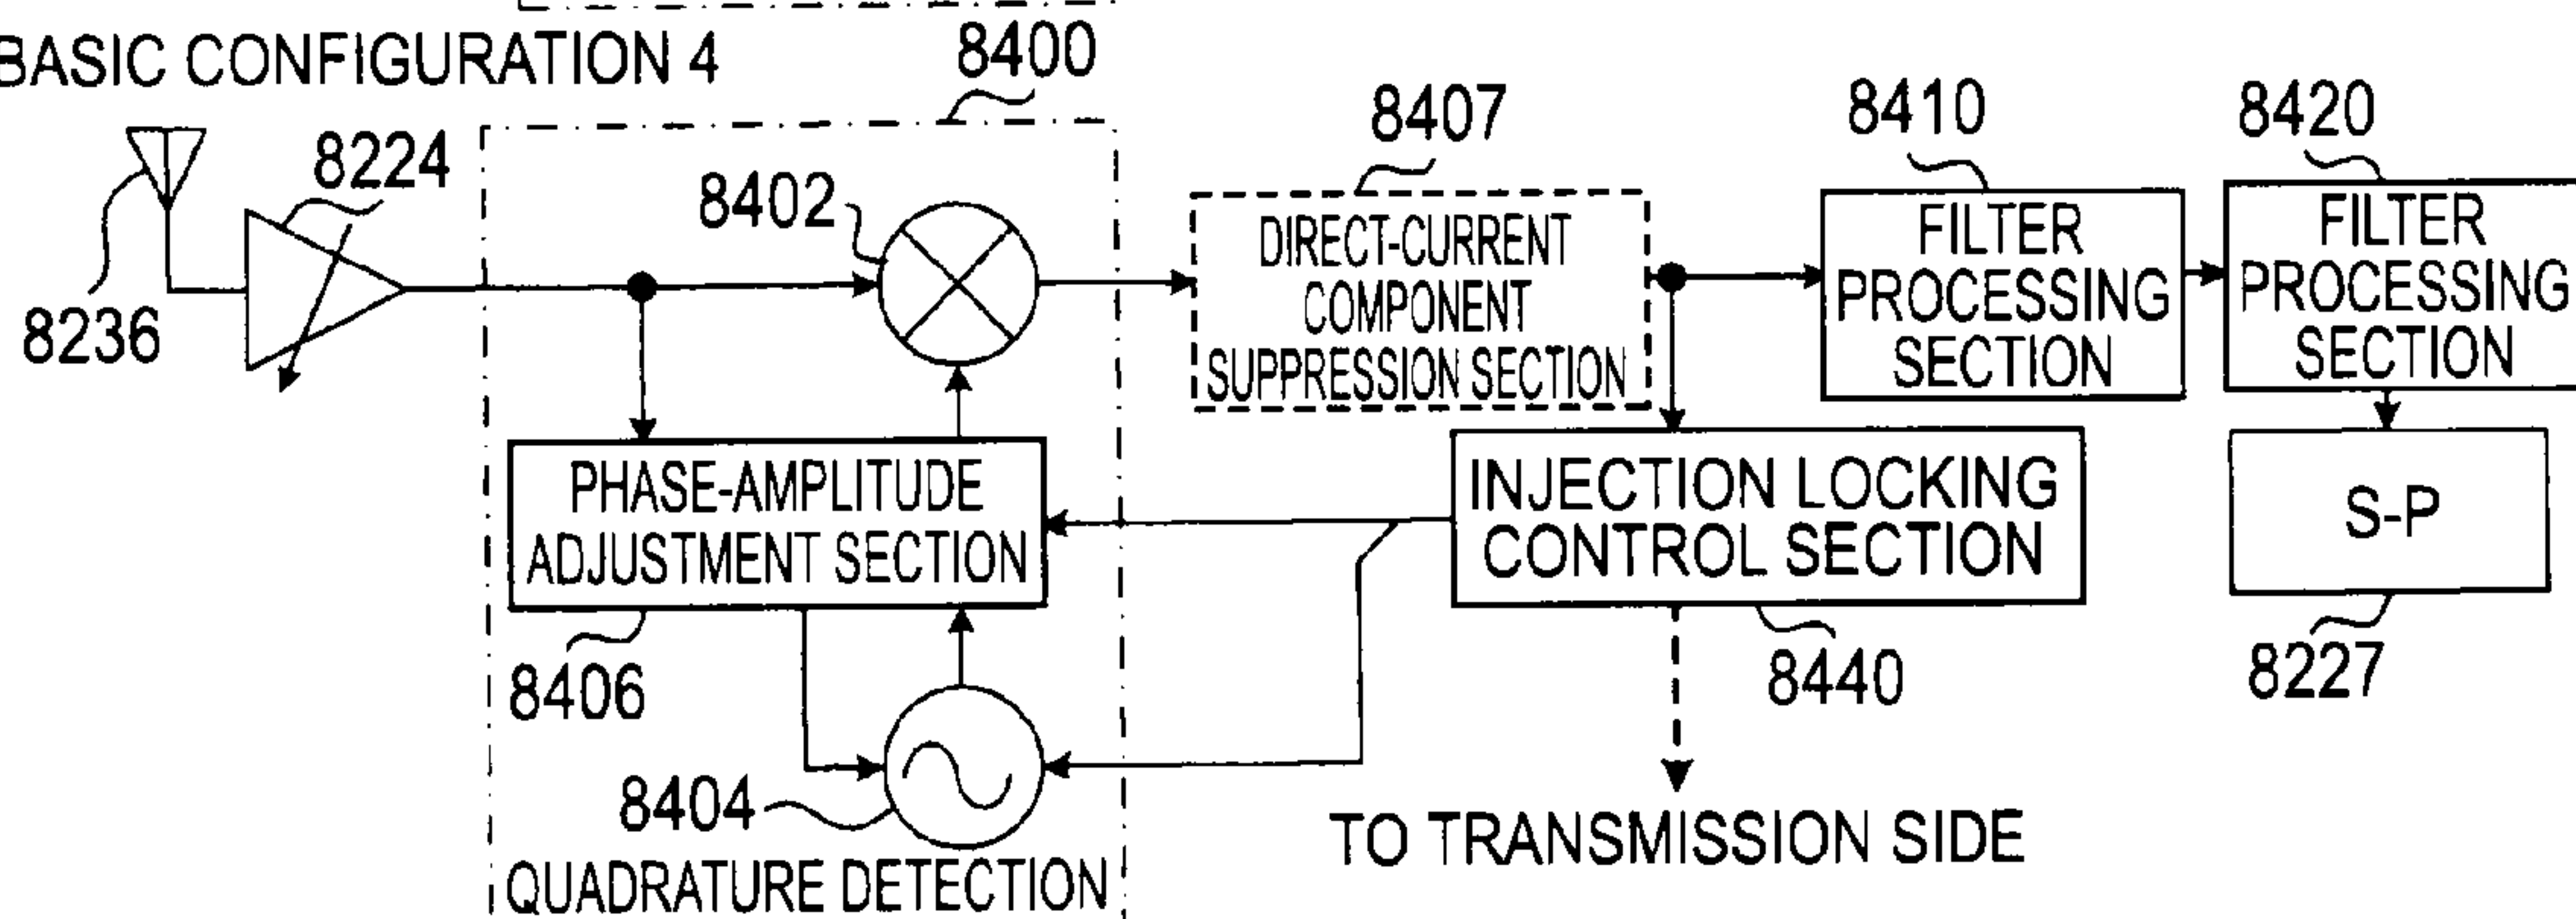 BASIC CONFIGURATION 4
8400
8407
8410
8420
8224
8402
8236
DIRECT-CURRENT
COMPONENT
SUPPRESSION SECTION
FILTER
PROCESSING
SECTION
FILTER
PROCESSING
SECTION
PHASE-AMPLITUDE
ADJUSTMENT SECTION
INJECTION LOCKING
CONTROL SECTION
S-P
8406
8440
8227
8404
TO TRANSMISSION SIDE
QUADRATURE DETECTION